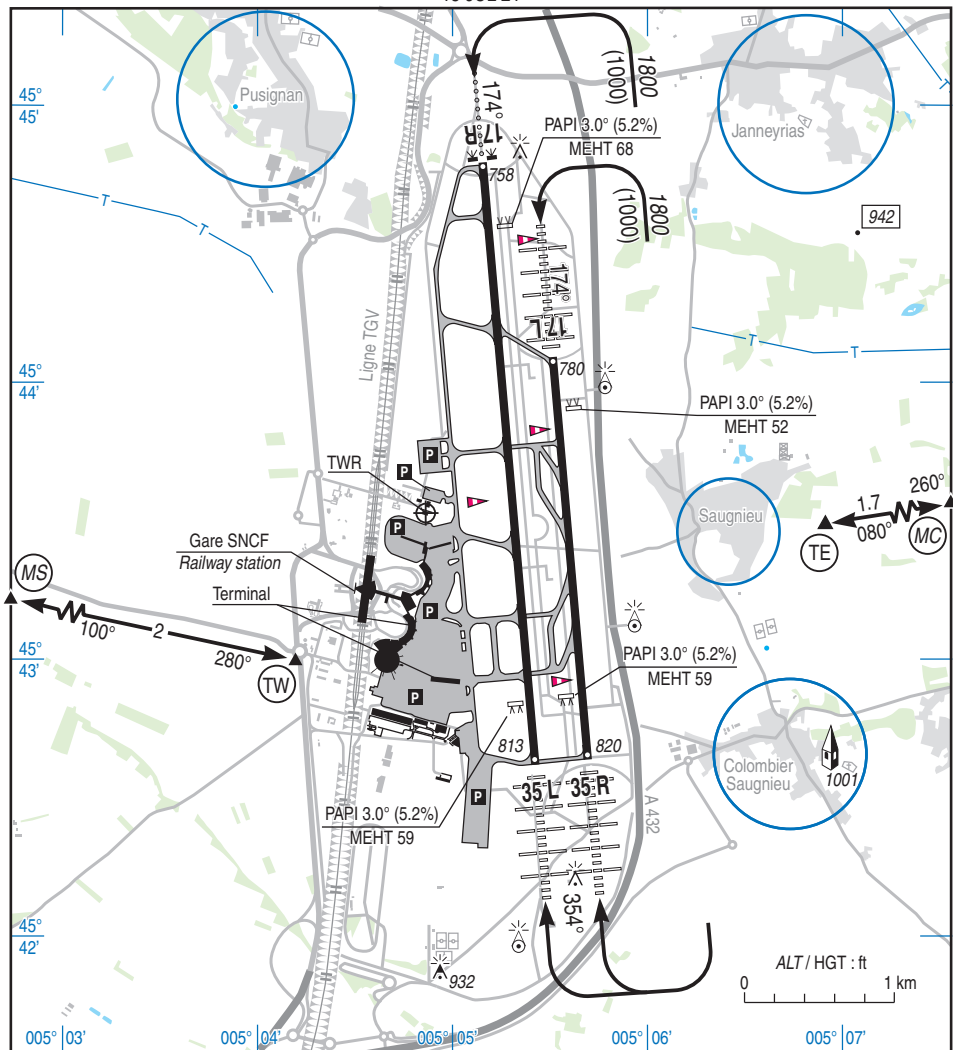 1800
(1000)
45°
45'
Pusignan
174°
17 R
PAPI 3.0° (5.2%)
MEHT 68
Janneyrias
758
1800
(1000)
942
T
T
T
T
174°
17 L
Ligne TGV
45°
44'
780
PAPI 3.0° (5.2%)
MEHT 52
P
P
TWR
P
Saugnieu
1.7
260°
080°
TE
MC
Gare SNCF
Railway station
MS
Terminal
P
100°
2
280°
TW
45°
43'
PAPI 3.0° (5.2%)
MEHT 59
P
813
820
Colombier
Saugnieu
1001
35 L
35 R
P
PAPI 3.0° (5.2%)
MEHT 59
A 432
354°
45°
42'
932
ALT / HGT : ft
0
1 km
005° 03'
005° 04'
005° 05'
005° 06'
005° 07'